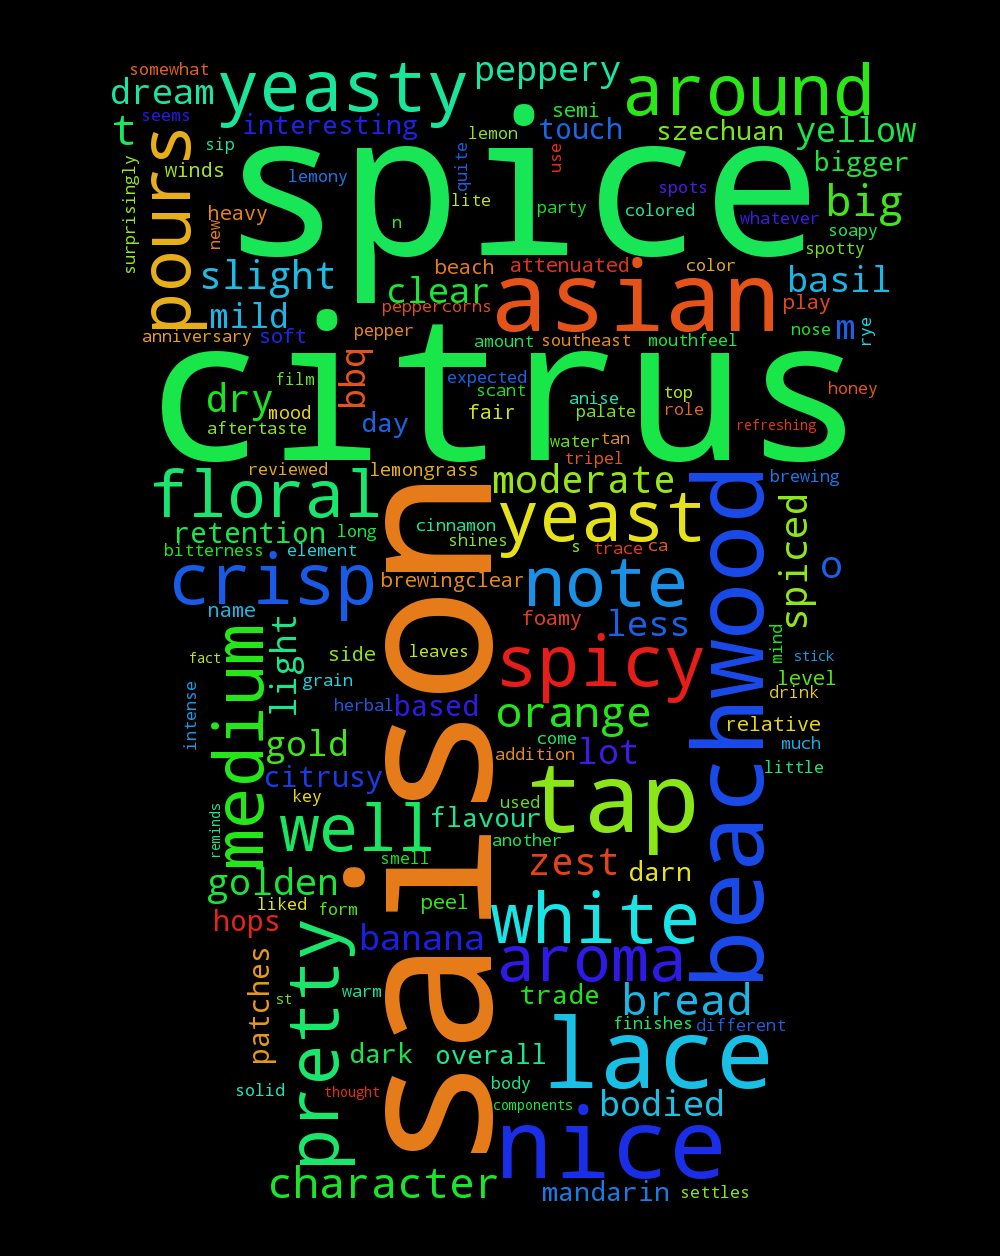 somewhat
yeasty
peppery
around
dream
seems
t
interesting
semi
lemon
touch
szechuan
yellow
sip
pours
spice
quite
use
winds
lemony
surprisingly
bigger
spots
lite
party
colored
big
whatever
heavy
new
n
soapy
spotty
slight
beach
attenuated
color
asian
basil
clear
peppercorns
play
mild
anniversary
soft
pepper
amount
southeast
mouthfeel
nose
m
rye
citrus
bbq
film
expected
scant
dry
mood
aftertaste
day
fair
anise
palate
top
role
honey
refreshing
water
tan
tripel
reviewed
lemongrass
moderate
brewing
floral
saison
yeast
beachwood
spiced
retention
long
cinnamon
shines
bitterness
element
s
trace
ca
crisp
brewingclear
note
o
name
foamy
less
medium
light
side
leaves
spicy
mind
stick
fact
grain
level
drink
intense
herbal
based
orange
relative
gold
come
addition
lot
much
little
citrusy
key
tap
used
well
flavour
another
reminds
smell
zest
darn
golden
liked
form
peel
hops
white
banana
aroma
pretty
patches
st
warm
trade
bread
finishes
different
dark
overall
lace
solid
thought
body
components
bodied
nice
character
mandarin
settles